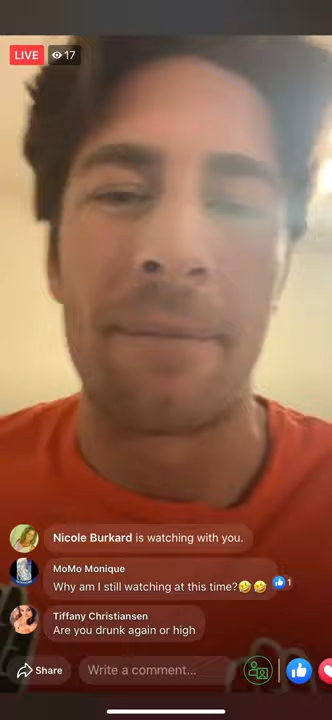 LIVE 17
Nicole Burkard is watching with you.
MoMo Monique
Why am I still watching at this time?🤣🤣 1
Tiffany Christiansen
Are you drunk again or high
Share Write a comment...